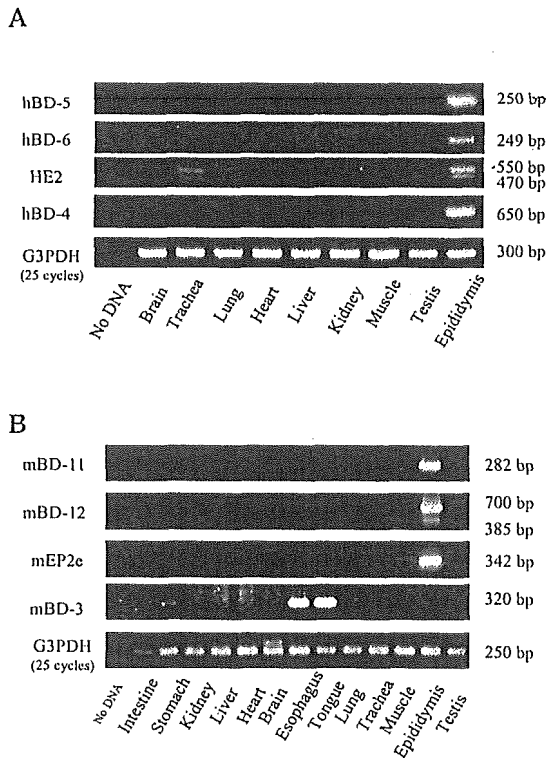 A
hBD-5 250 bp
hBD-6 249 bp
HE2 550 bp
470 bp
hBD-4 650 bp
G3PDH 300 bp
(25 cycles)
No DNA Brain Trachea Lung Heart Liver Kidney Muscle Testis Epididymis
B
mBD-11 282 bp
mBD-12 700 bp
385 bp
mEP2e 342 bp
mBD-3 320 bp
G3PDH 250 bp
(25 cycles)
No DNA Intestine Stomach Kidney Liver Heart Brain Esophagus Tongue Lung Trachea Muscle Epididymis Testis